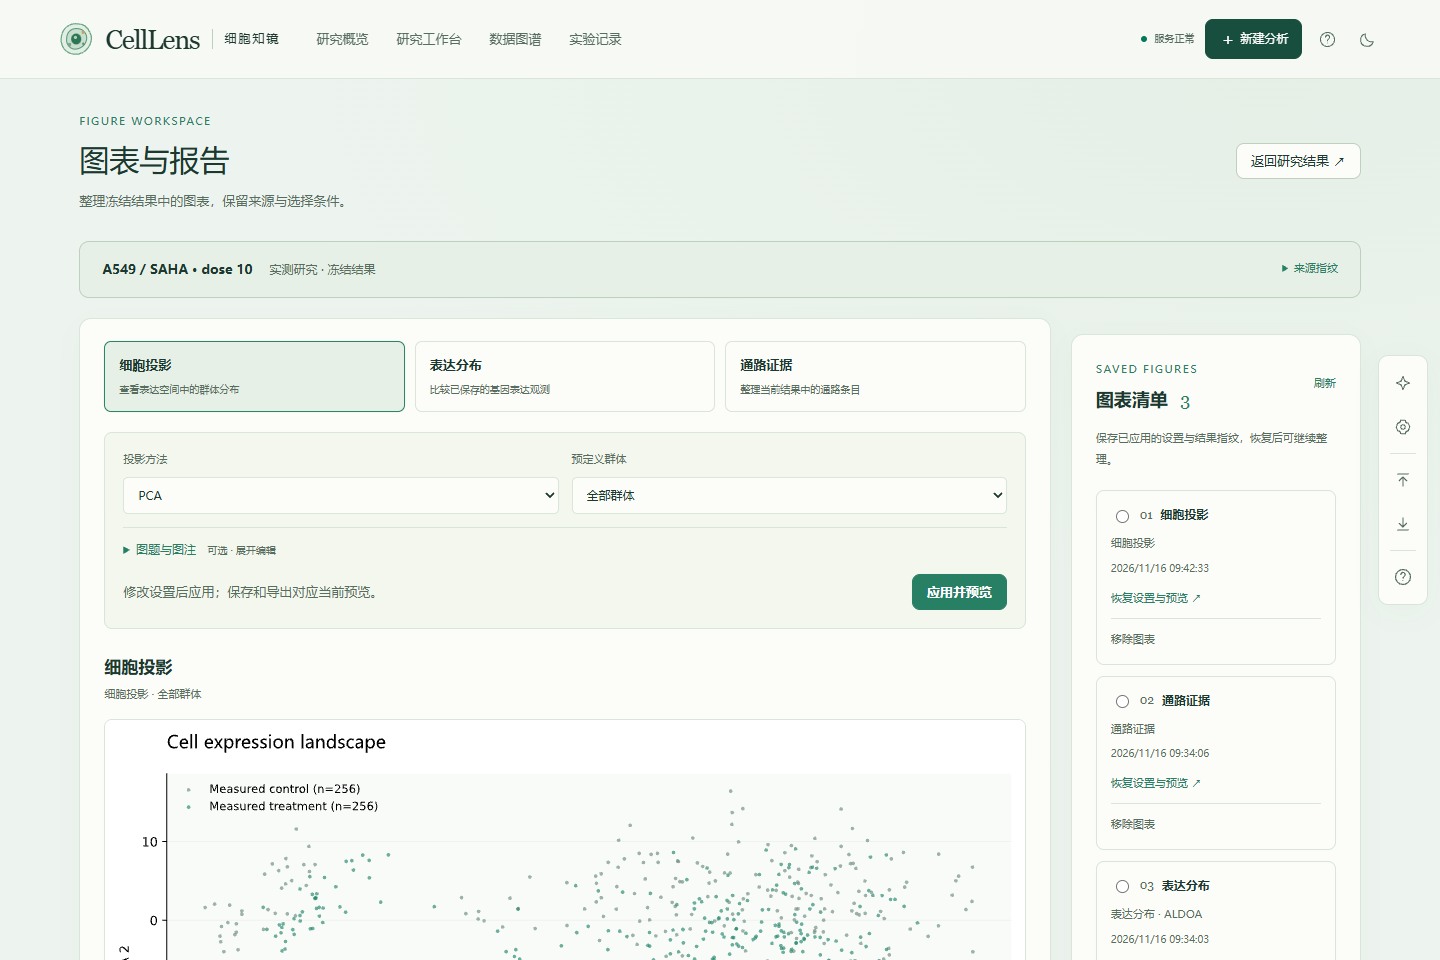 CellLens 细胞知镜 研究概览 研究工作台 数据图谱 实验记录 服务正常 + 新建分析
FIGURE WORKSPACE
图表与报告
返回研究结果 ↗
整理冻结结果中的图表，保留来源与选择条件。
A549 / SAHA • dose 10 实测研究 · 冻结结果 ▶ 来源指纹
细胞投影
查看表达空间中的群体分布
表达分布
比较已保存的基因表达观测
通路证据
整理当前结果中的通路条目
投影方法
PCA
预定义群体
全部群体
▶ 图题与图注 可选 · 展开编辑
修改设置后应用；保存和导出对应当前预览。
应用并预览
细胞投影
细胞投影 · 全部群体
Cell expression landscape
Measured control (n=256)
Measured treatment (n=256)
10
0
SAVED FIGURES
图表清单 3
刷新
保存已应用的设置与结果指纹，恢复后可继续整
理。
01 细胞投影
细胞投影
2026/11/16 09:42:33
恢复设置与预览 ↗
移除图表
02 通路证据
通路证据
2026/11/16 09:34:06
恢复设置与预览 ↗
移除图表
03 表达分布
表达分布 · ALDOA
2026/11/16 09:34:03